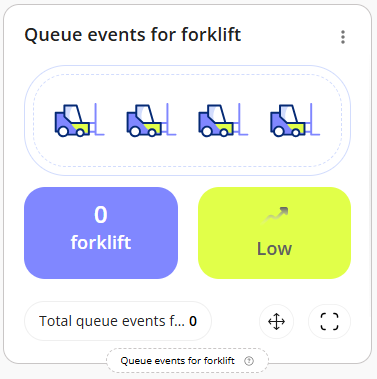 Queue events for forklift
0
forklift
Low
Total queue events f... 0
Queue events for forklift